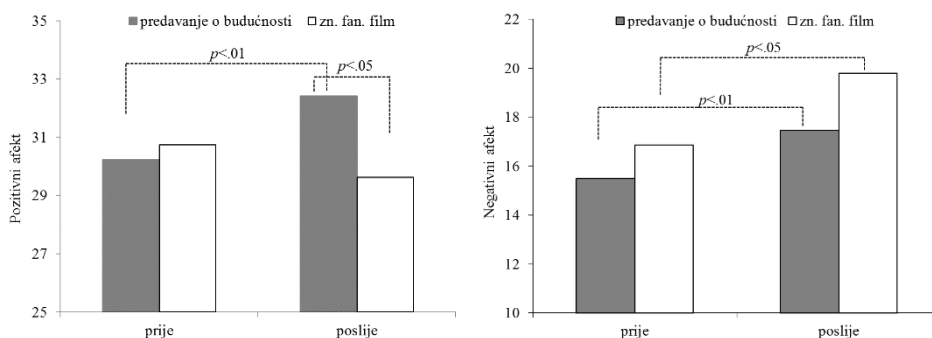 predavanje o budućnosti zn. fan. film
35
33
31
29
27
25
Pozitivni afekt
p<.01
p<.05
prije poslije
predavanje o budućnosti zn. fan. film
20
18
16
14
12
10
Negativni afekt
p<.05
p<.01
prije poslije